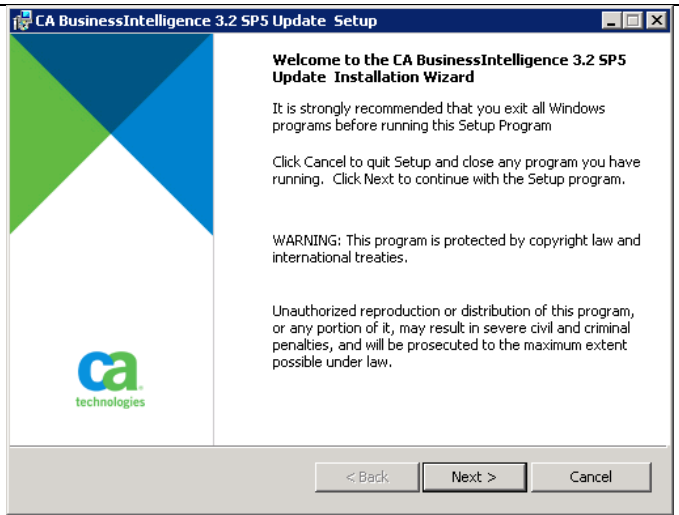 CA BusinessIntelligence 3.2 SP5 Update Setup
Welcome to the CA BusinessIntelligence 3.2 SP5
Update Installation Wizard
It is strongly recommended that you exit all Windows
programs before running this Setup Program
Click Cancel to quit Setup and close any program you have
running. Click Next to continue with the Setup program.
WARNING: This program is protected by copyright law and
international treaties.
Unauthorized reproduction or distribution of this program,
or any portion of it, may result in severe civil and criminal
penalties, and will be prosecuted to the maximum extent
possible under law.
ca
technologies
< Back Next > Cancel